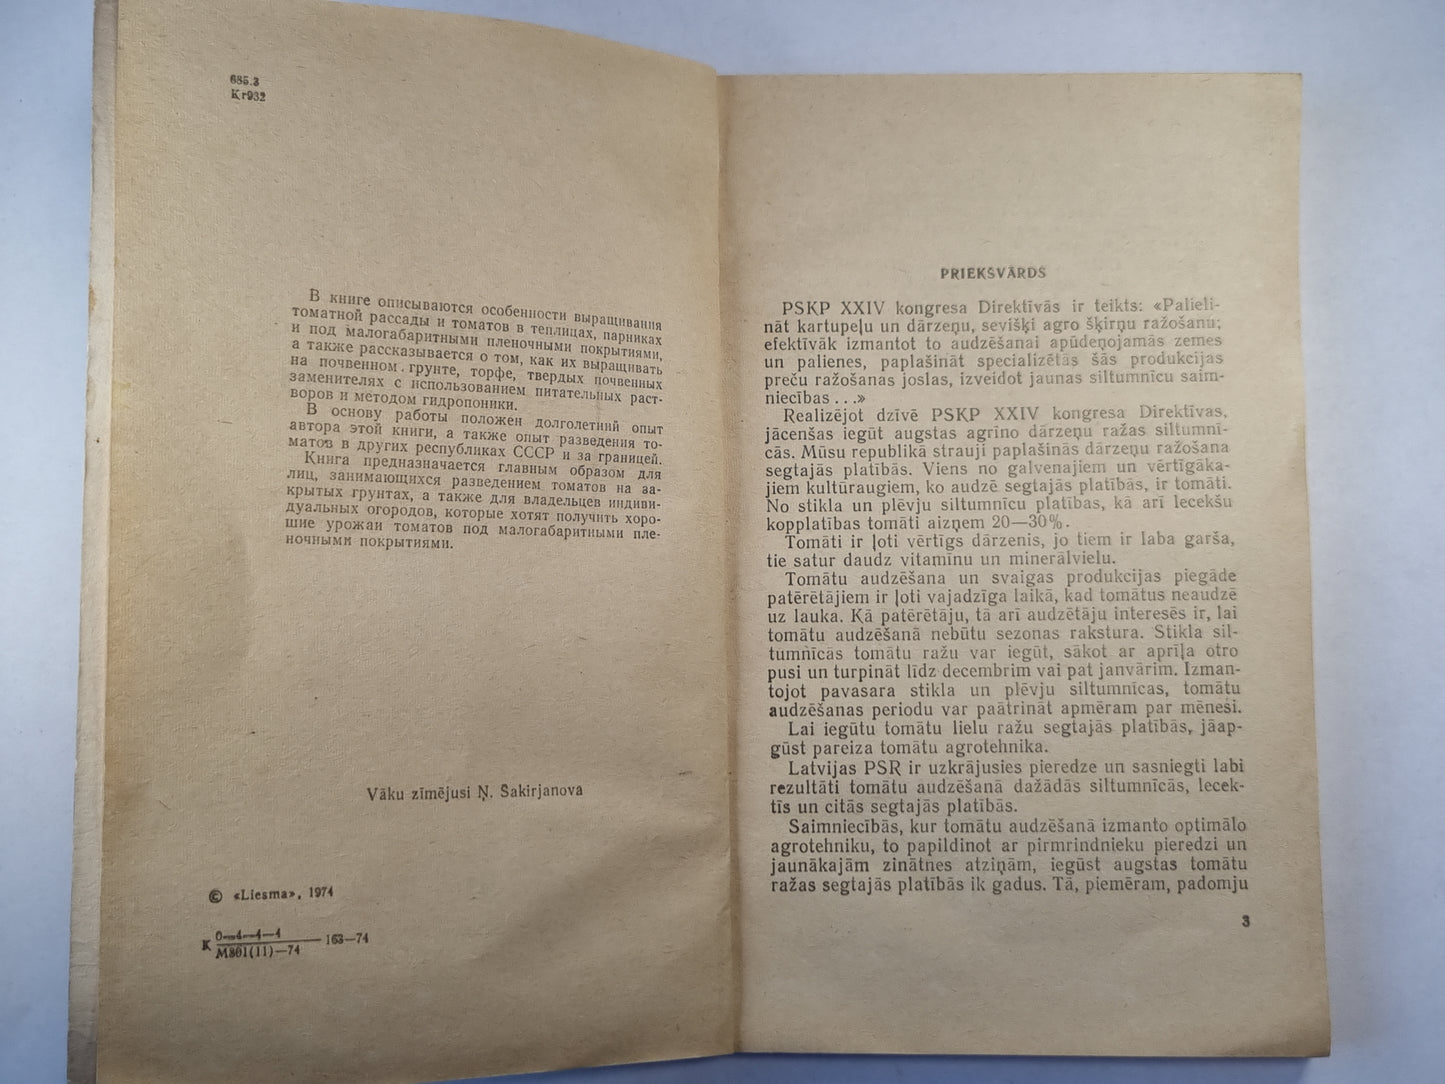 685.3
Kr932
В книге описываются особенности выращивания
томатной рассады и томатов в теплицах, парниках
и под малогабаритными пленочными покрытиями,
а также рассказывается о том, как их выращивать
на почвенном грунте, торфе, твердых почвенных
заменителях с использованием питательных раст-
воров и методом гидропоники.
В основу работы положен долголетний опыт
автора этой книги, а также опыт разведения то-
матов в других республиках СССР и за границей.
Книга предназначается главным образом для
лиц, занимающихся разведением томатов на за-
крытых грунтах, а также для владельцев индиви-
дуальных огородов, которые хотят получить хоро-
шие урожаи томатов под малогабаритными пле-
ночными покрытиями.
Vāku zīmējusi Ņ. Šakirjanova
© «Liesma», 1974
K 0—4—4—1
M801(11)—74 163—74
PRIEKŠVĀRDS
PSKP XXIV kongresa Direktīvās ir teikts: «Palieli-
nāt kartupeļu un dārzeņu, sevišķi agro šķirņu ražošanu;
efektīvāk izmantot to audzēšanai apūdeņojamās zemes
un palienes, paplašināt specializētās šās produkcijas
preču ražošanas joslas, izveidot jaunas siltumnīcu saim-
niecības . . .»
Realizējot dzīvē PSKP XXIV kongresa Direktīvas,
jācenšas iegūt augstas agrīno dārzeņu ražas siltumnī-
cās. Mūsu republikā strauji paplašinās dārzeņu ražošana
segtajās platībās. Viens no galvenajiem un vērtīgāka-
jiem kultūraugiem, ko audzē segtajās platībās, ir tomāti.
No stikla un plēvju siltumnīcu platības, kā arī lecekšu
kopplatības tomāti aizņem 20—30%.
Tomāti ir ļoti vērtīgs dārzenis, jo tiem ir laba garša,
tie satur daudz vitamīnu un minerālvielu.
Tomātu audzēšana un svaigas produkcijas piegāde
patērētājiem ir ļoti vajadzīga laikā, kad tomātus neaudzē
uz lauka. Kā patērētāju, tā arī audzētāju interesēs ir, lai
tomātu audzēšanā nebūtu sezonas rakstura. Stikla sil-
tumnīcās tomātu ražu var iegūt, sākot ar aprīļa otro
pusi un turpināt līdz decembrim vai pat janvārim. Izman-
tojot pavasara stikla un plēvju siltumnīcas, tomātu
audzēšanas periodu var paātrināt apmēram par mēnesi.
Lai iegūtu tomātu lielu ražu segtajās platībās, jāap-
gūst pareiza tomātu agrotehnika.
Latvijas PSR ir uzkrājusies pieredze un sasniegti labi
rezultāti tomātu audzēšanā dažādās siltumnīcās, lecek-
tīs un citās segtajās platībās.
Saimniecībās, kur tomātu audzēšanā izmanto optimālo
agrotehniku, to papildinot ar pirmrindnieku pieredzi un
jaunākajām zinātnes atziņām, iegūst augstas tomātu
ražas segtajās platībās ik gadus. Tā, piemēram, padomju
3